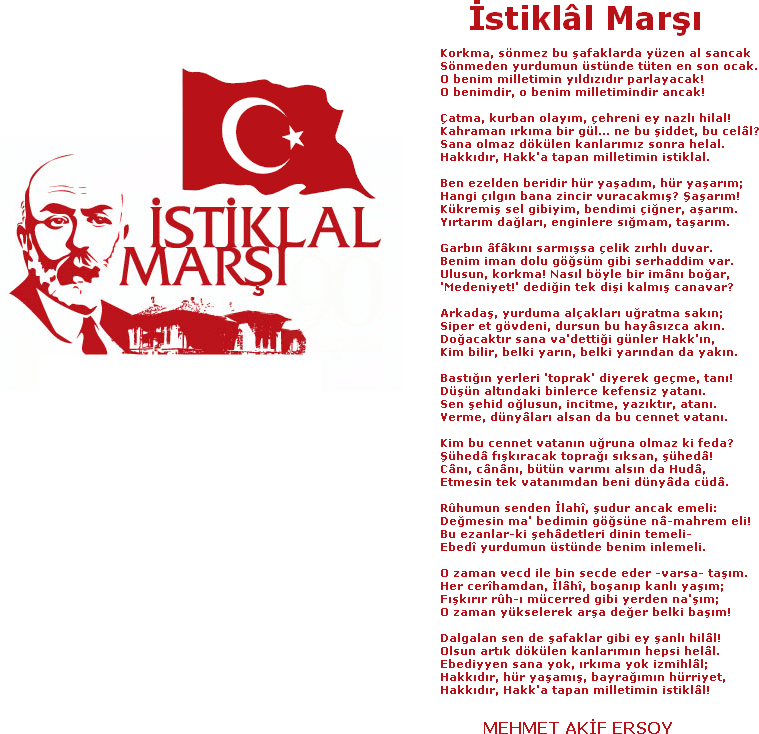 İSTİKLAL
MARŞI
İstiklâl Marşı
Korkma, sönmez bu şafaklarda yüzen al sancak
Sönmeden yurdumun üstünde tüten en son ocak.
O benim milletimin yıldızıdır parlayacak!
O benimdir, o benim milletimindir ancak!
Çatma, kurban olayım, çehreni ey nazlı hilal!
Kahraman ırkıma bir gül... ne bu şiddet, bu celâl?
Sana olmaz dökülen kanlarımız sonra helal.
Hakkıdır, Hakk'a tapan milletimin istiklal.
Ben ezelden beridir hür yaşadım, hür yaşarım;
Hangi çılgın bana zincir vuracakmış? Şaşarım!
Kükremiş sel gibiyim, bendimi çiğner, aşarım.
Yırtarım dağları, enginlere sığmam, taşarım.
Garbın âfâkını sarmışsa çelik zırhlı duvar.
Benim iman dolu göğsüm gibi serhaddim var.
Ulusun, korkma! Nasıl böyle bir imânı boğar,
'Medeniyet!' dediğin tek dişi kalmış canavar?
Arkadaş, yurduma alçakları uğratma sakın;
Siper et gövdeni, dursun bu hayâsızca akın.
Doğacaktır sana va'dettiği günler Hakk'ın,
Kim bilir, belki yarın, belki yarından da yakın.
Bastığın yerleri 'toprak' diyerek geçme, tanı!
Düşün altındaki binlerce kefensiz yatanı.
Sen şehid oğlusun, incitme, yazıktır, atanı.
Verme, dünyâları alsan da bu cennet vatanı.
Kim bu cennet vatanın uğruna olmaz ki feda?
Şühedâ fışkıracak toprağı sıksan, şühedâ!
Cânı, cânânı, bütün varımı alsın da Hudâ,
Etmesin tek vatanımdan beni dünyâda cüdâ.
Rûhumun senden İlahî, şudur ancak emeli:
Değmesin ma' bedimin göğsüne nâ-mahrem eli!
Bu ezanlar-ki şehâdetleri dinin temeli-
Ebedî yurdumun üstünde benim inlemeli.
O zaman vecd ile bin secde eder -varsa- taşım.
Her cerîhamdan, İlâhî, boşanıp kanlı yaşım;
Fışkırır rûh-ı mücerred gibi yerden na'şım;
O zaman yükselerek arşa değer belki başım!
Dalgalan sen de şafaklar gibi ey şanlı hilâl!
Olsun artık dökülen kanlarımın hepsi helâl.
Ebediyyen sana yok, ırkıma yok izmihlâl;
Hakkıdır, hür yaşamış, bayrağımın hürriyet,
Hakkıdır, Hakk'a tapan milletimin istiklâl!
MEHMET AKİF ERSOY